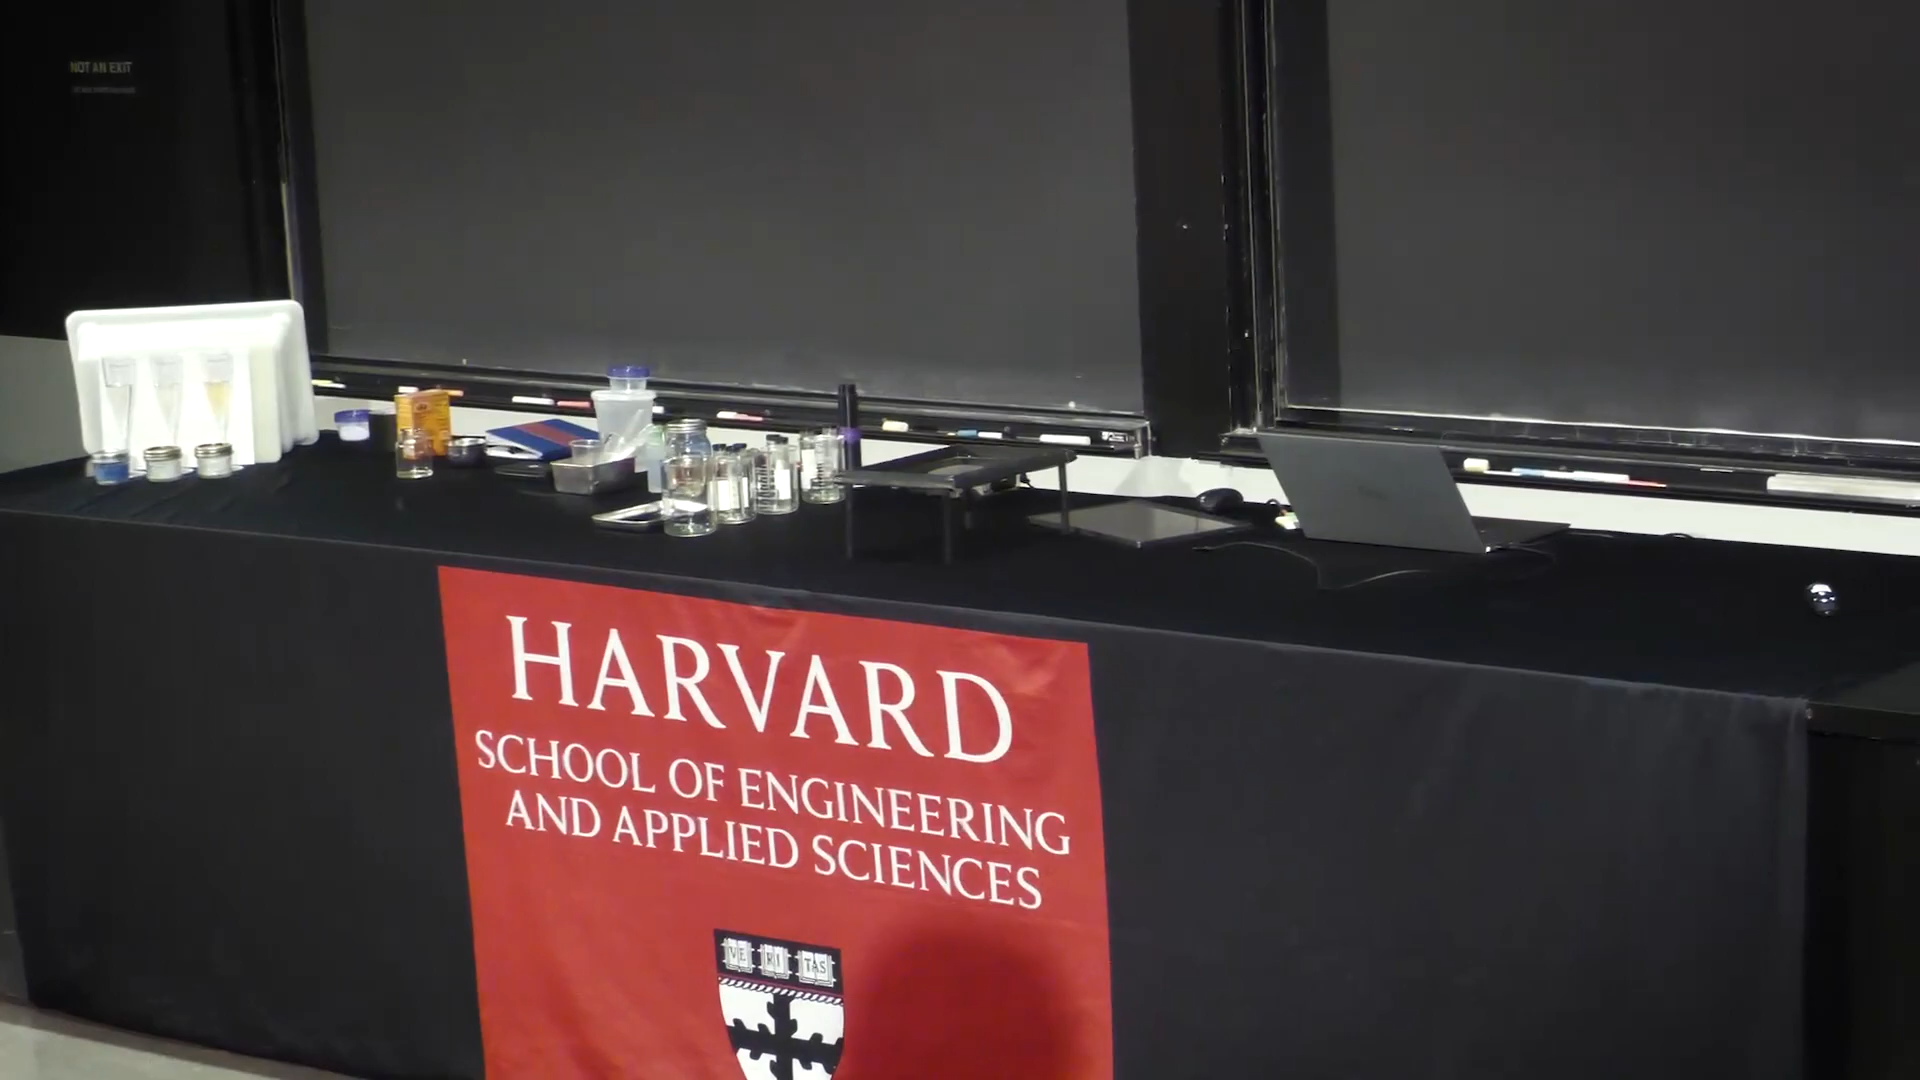 NOT AN EXIT
HARVARD
SCHOOL OF ENGINEERING
AND APPLIED SCIENCES
VE RI TAS